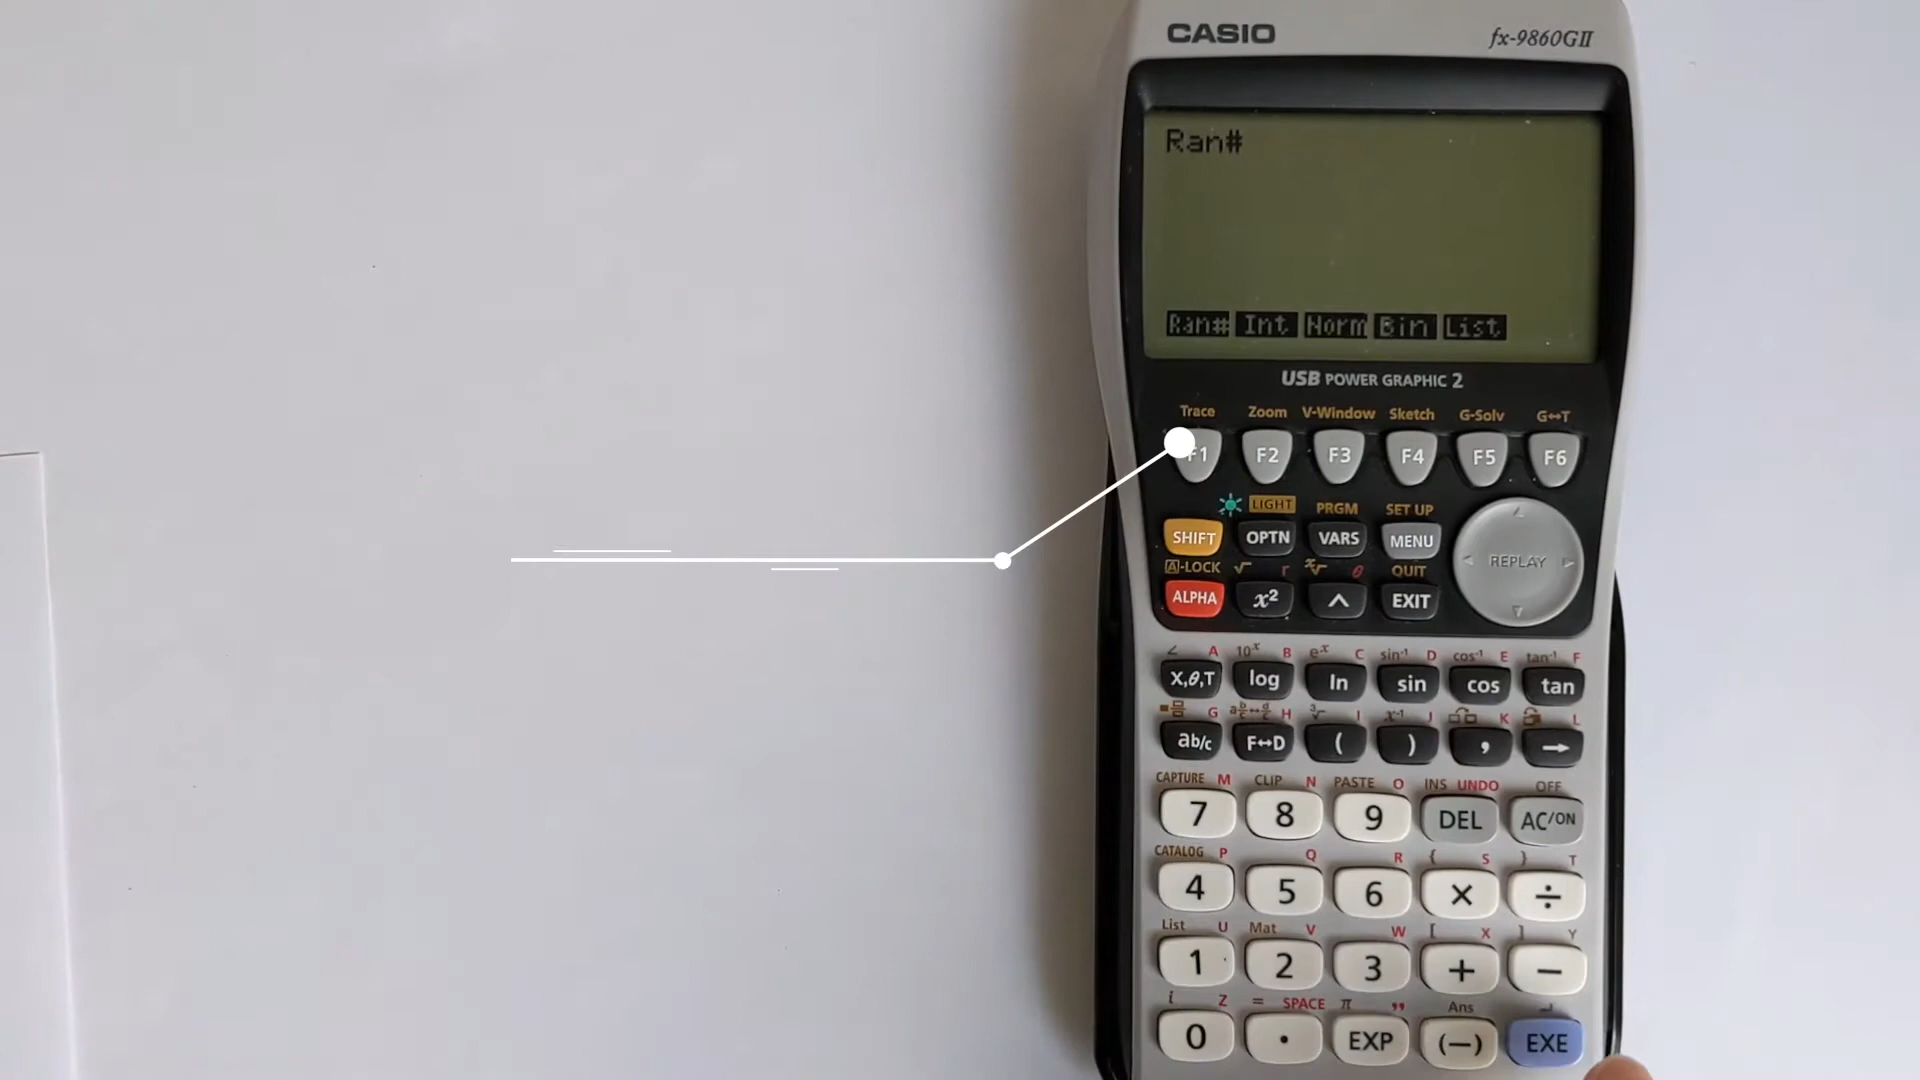 CASIO fx-9860GII
Ran#
Ran# Int Norm Bin List
USB POWER GRAPHIC 2
Trace Zoom V-Window Sketch G-Solv G↔T
F1 F2 F3 F4 F5 F6
LIGHT PRGM SET UP
SHIFT OPTN VARS MENU
REPLAY
A-LOCK √ r ˣ√ θ QUIT
ALPHA x² ∧ EXIT
∠ A 10ˣ B eˣ C sin⁻¹ D cos⁻¹ E tan⁻¹ F
X,θ,T log ln sin cos tan
G a b/c↔d/c H ³√ I x⁻¹ J K L
ab/c F↔D ( ) , →
CAPTURE M CLIP N PASTE O INS UNDO OFF
7 8 9 DEL AC/ON
CATALOG P Q R { S } T
4 5 6 × ÷
List U Mat V W [ X ] Y
1 2 3 + −
i Z = SPACE π " Ans ↵
0 . EXP (−) EXE